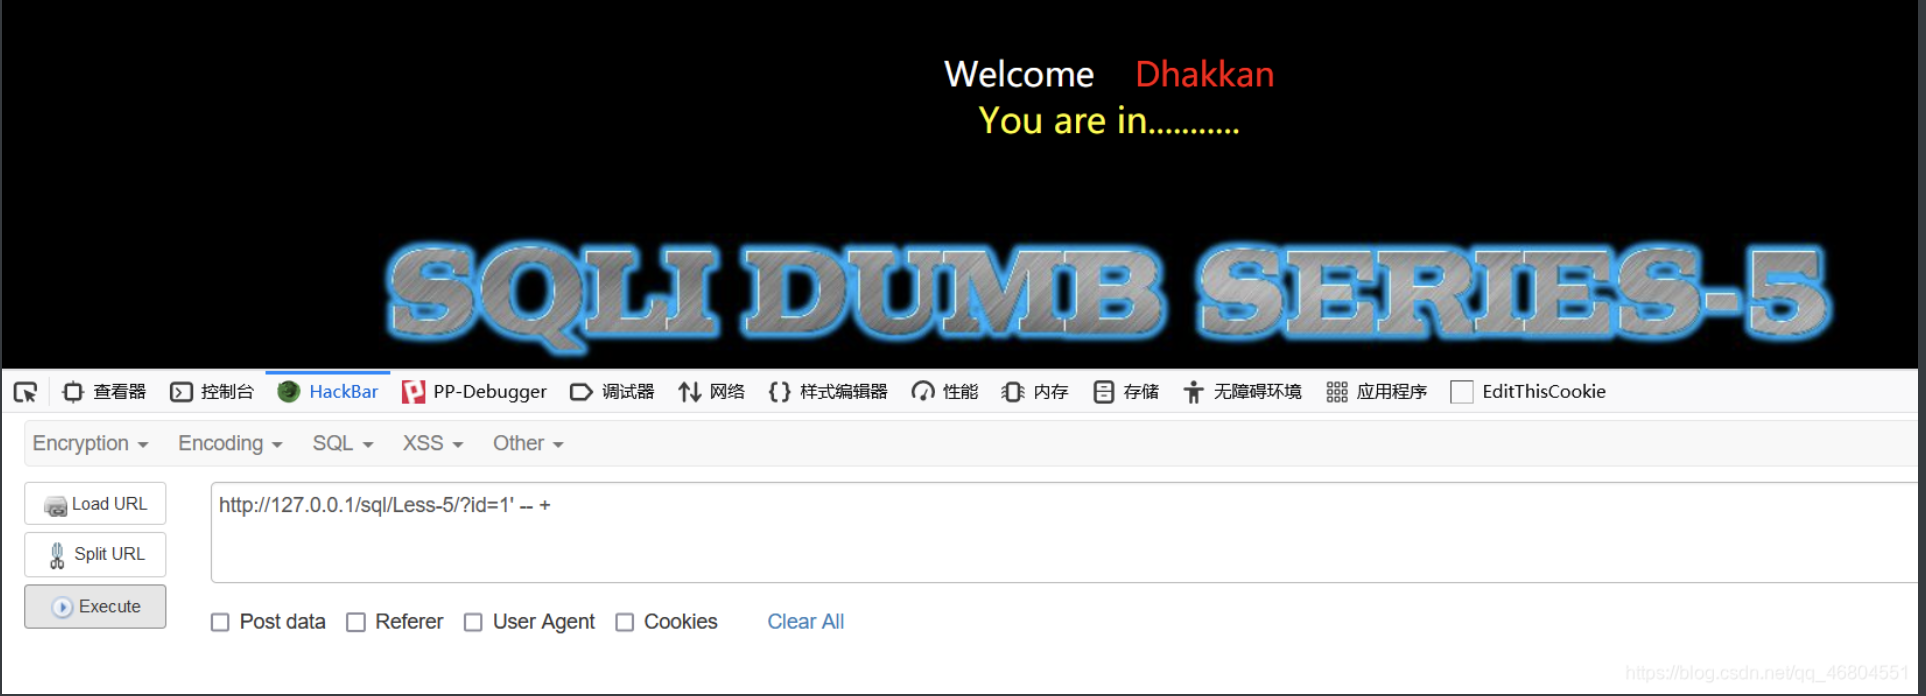 Welcome Dhakkan
You are in...........
SQLI DUMB SERIES-5
查看器 控制台 HackBar PP-Debugger 调试器 网络 {} 样式编辑器 性能 内存 存储 无障碍环境 应用程序 EditThisCookie
Encryption Encoding SQL XSS Other
Load URL
http://127.0.0.1/sql/Less-5/?id=1' -- +
Split URL
Execute
Post data Referer User Agent Cookies Clear All
https://blog.csdn.net/qq_46804551